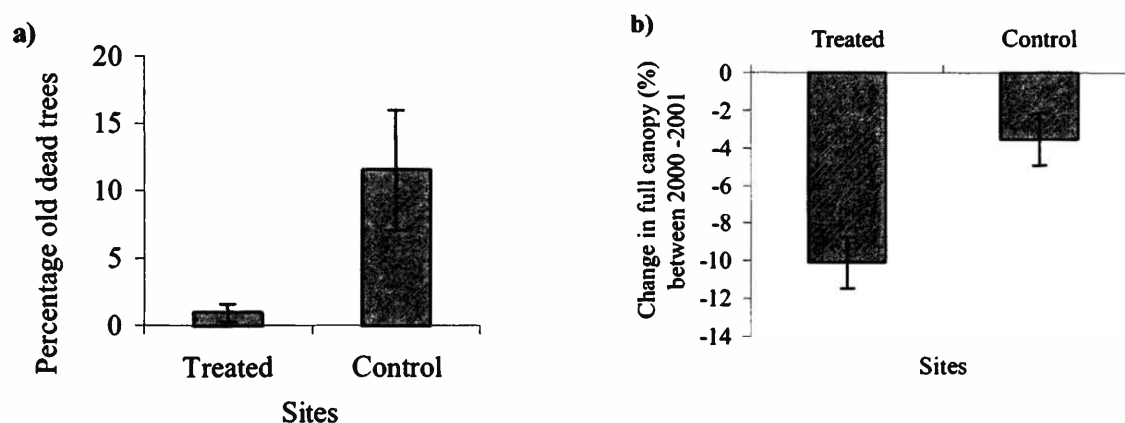 a)
Percentage old dead trees
20
15
10
5
0
Treated Control
Sites
b)
Treated Control
Change in full canopy (%)
between 2000 -2001
0
-2
-4
-6
-8
-10
-12
-14
Sites